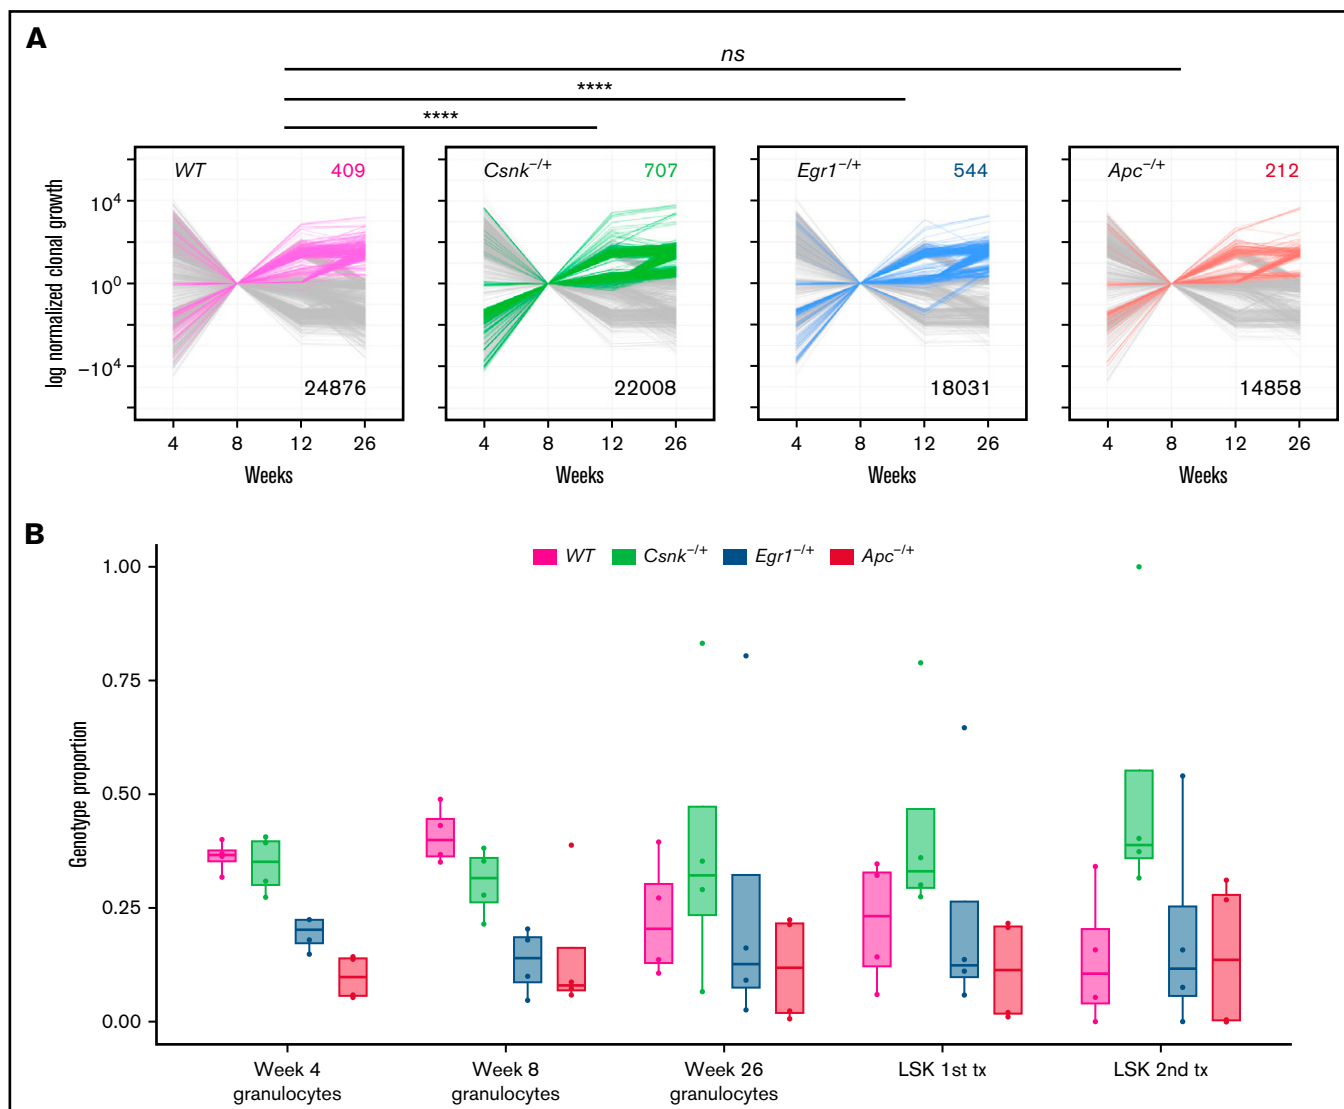 A
ns
****
****
WT 409
Csnk−/+ 707
Egr1−/+ 544
Apc−/+ 212
log normalized clonal growth
10⁴
10⁰
−10⁴
24876
22008
18031
14858
4 8 12 26
4 8 12 26
4 8 12 26
4 8 12 26
Weeks
Weeks
Weeks
Weeks
B
WT Csnk−/+ Egr1−/+ Apc−/+
Genotype proportion
1.00
0.75
0.50
0.25
0.00
Week 4
granulocytes
Week 8
granulocytes
Week 26
granulocytes
LSK 1st tx
LSK 2nd tx